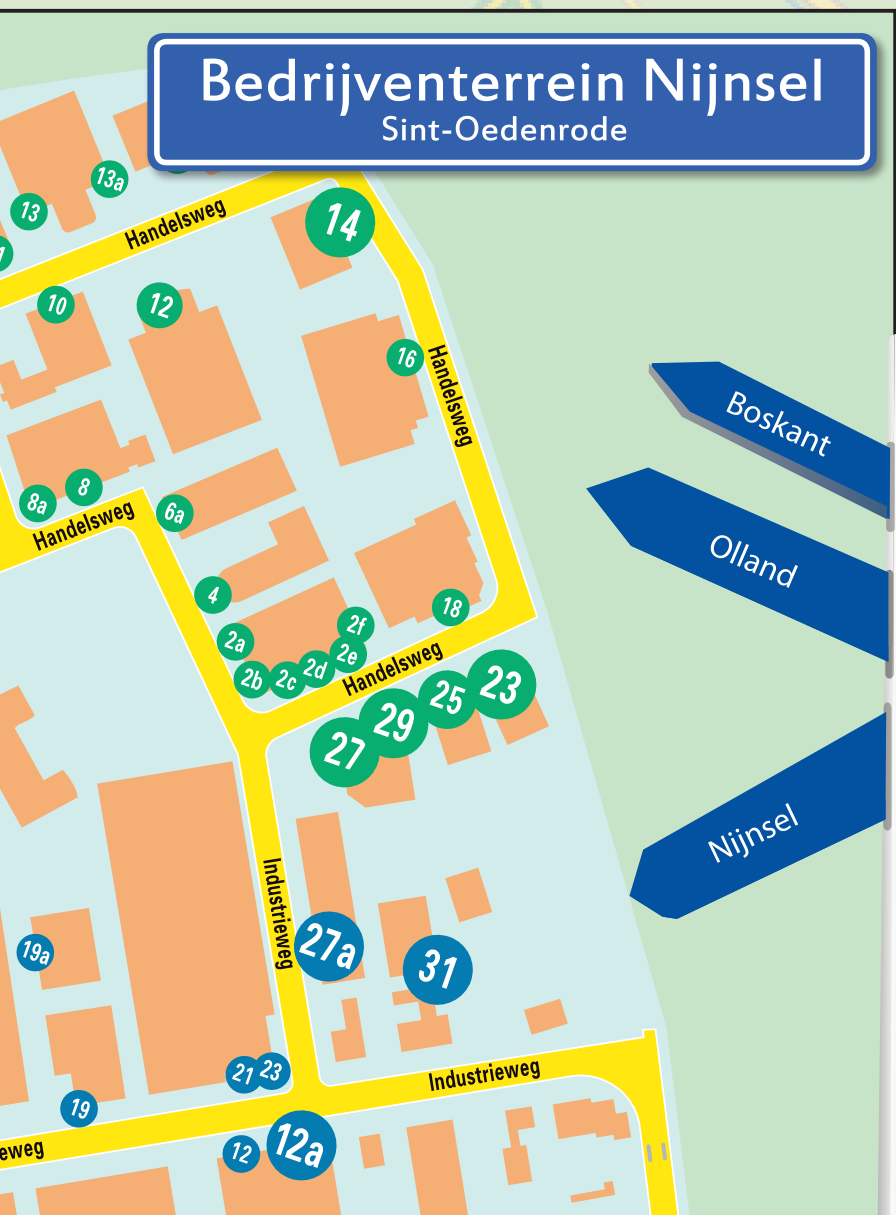 Bedrijventerrein Nijnsel
Sint-Oedenrode
13a
13
Handelsweg
14
10
12
16
Handelsweg
Boskant
8a
8
Handelsweg
6a
Olland
4
18
2a
2f
2b
2c
2d
2e
Handelsweg
27
29
25
23
Nijnsel
Industrieweg
27a
31
19a
21
23
Industrieweg
19
12
12a
eweg